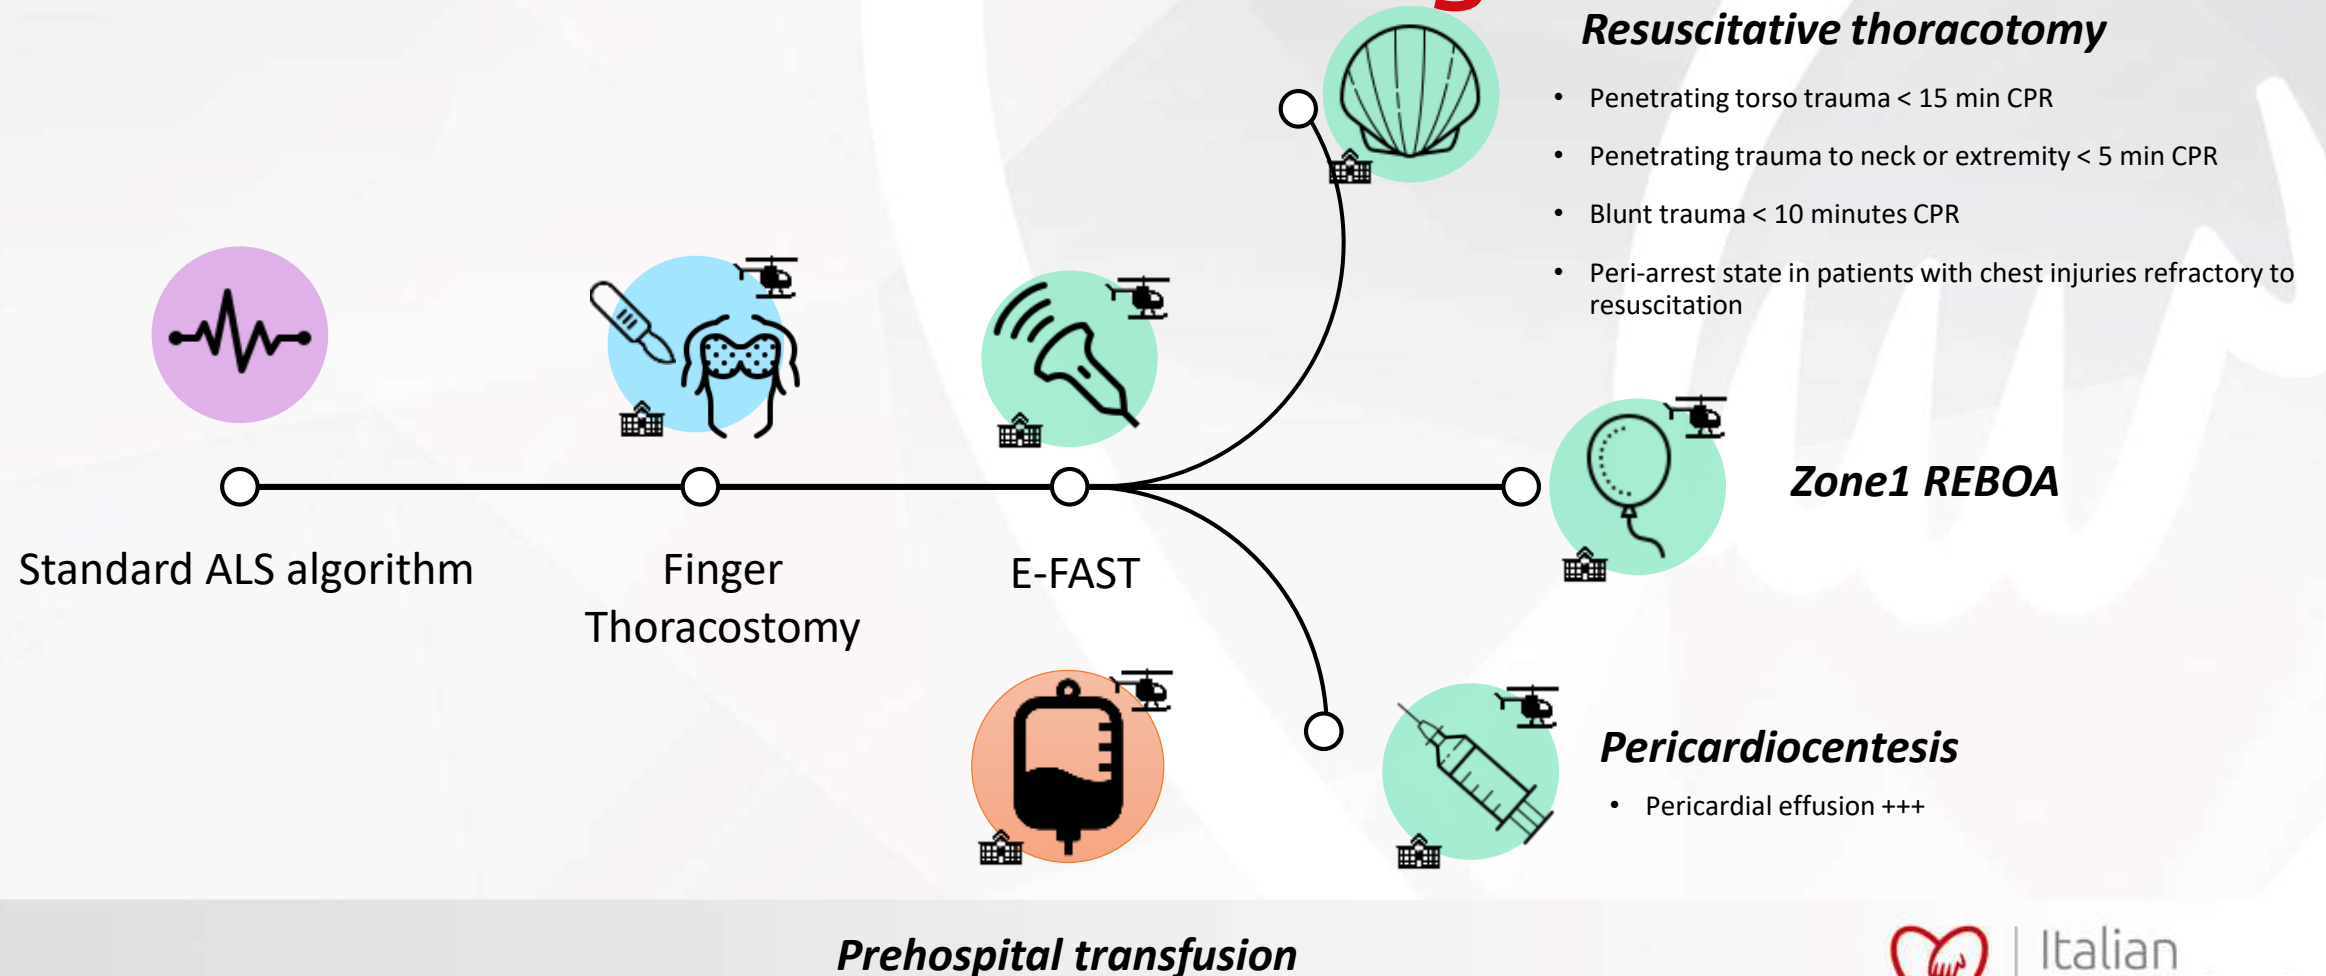 Resuscitative thoracotomy
• Penetrating torso trauma < 15 min CPR
• Penetrating trauma to neck or extremity < 5 min CPR
• Blunt trauma < 10 minutes CPR
• Peri-arrest state in patients with chest injuries refractory to
resuscitation
Zone1 REBOA
Standard ALS algorithm
Finger
Thoracostomy
E-FAST
Pericardiocentesis
• Pericardial effusion +++
Prehospital transfusion
Italian